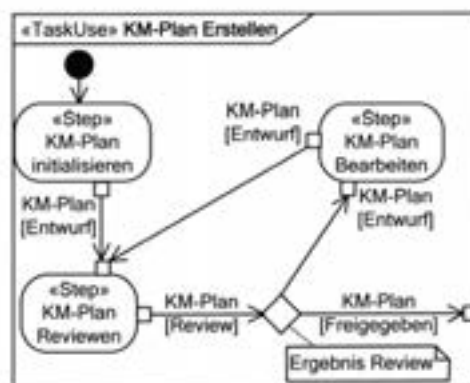 «TaskUse» KM-Plan Erstellen
«Step»
KM-Plan
initialisieren
KM-Plan
[Entwurf]
«Step»
KM-Plan
Bearbeiten
KM-Plan
[Entwurf]
KM-Plan
[Entwurf]
«Step»
KM-Plan
Reviewen
KM-Plan
[Review]
KM-Plan
[Freigegeben]
Ergebnis Review